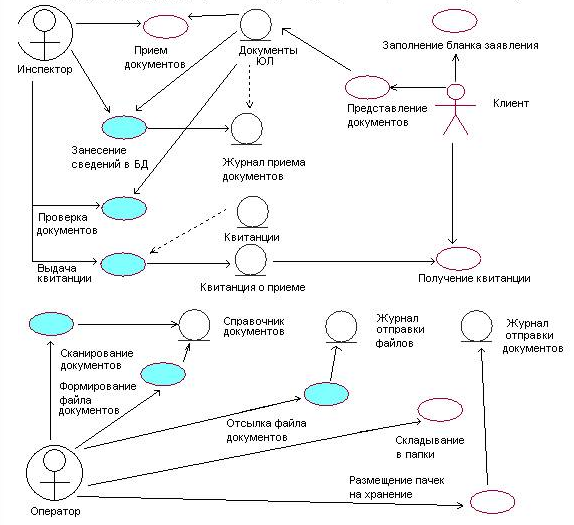 Инспектор
Прием
документов
Документы
ЮЛ
Заполнение бланка заявления
Представление
документов
Клиент
Занесение
сведений в БД
Журнал приема
документов
Проверка
документов
Квитанции
Выдача
квитанции
Квитанция о приеме
Получение квитанции
Сканирование
документов
Справочник
документов
Журнал
отправки
файлов
Журнал
отправки
документов
Формирование
файла
документов
Отсылка файла
документов
Складывание
в папки
Размещение пачек
на хранение
Оператор